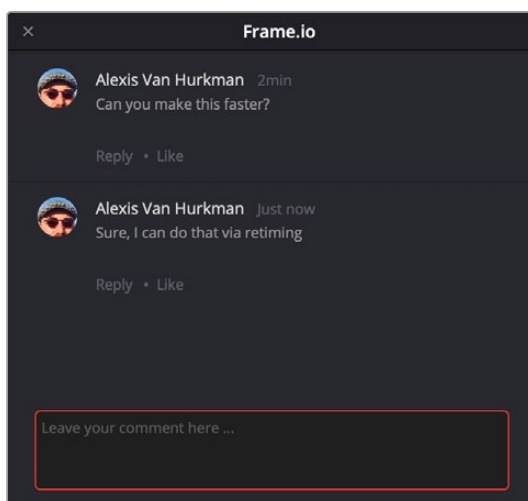 Frame.io
Alexis Van Hurkman 2min
Can you make this faster?
Reply • Like
Alexis Van Hurkman Just now
Sure, I can do that via retiming
Reply • Like
Leave your comment here ...